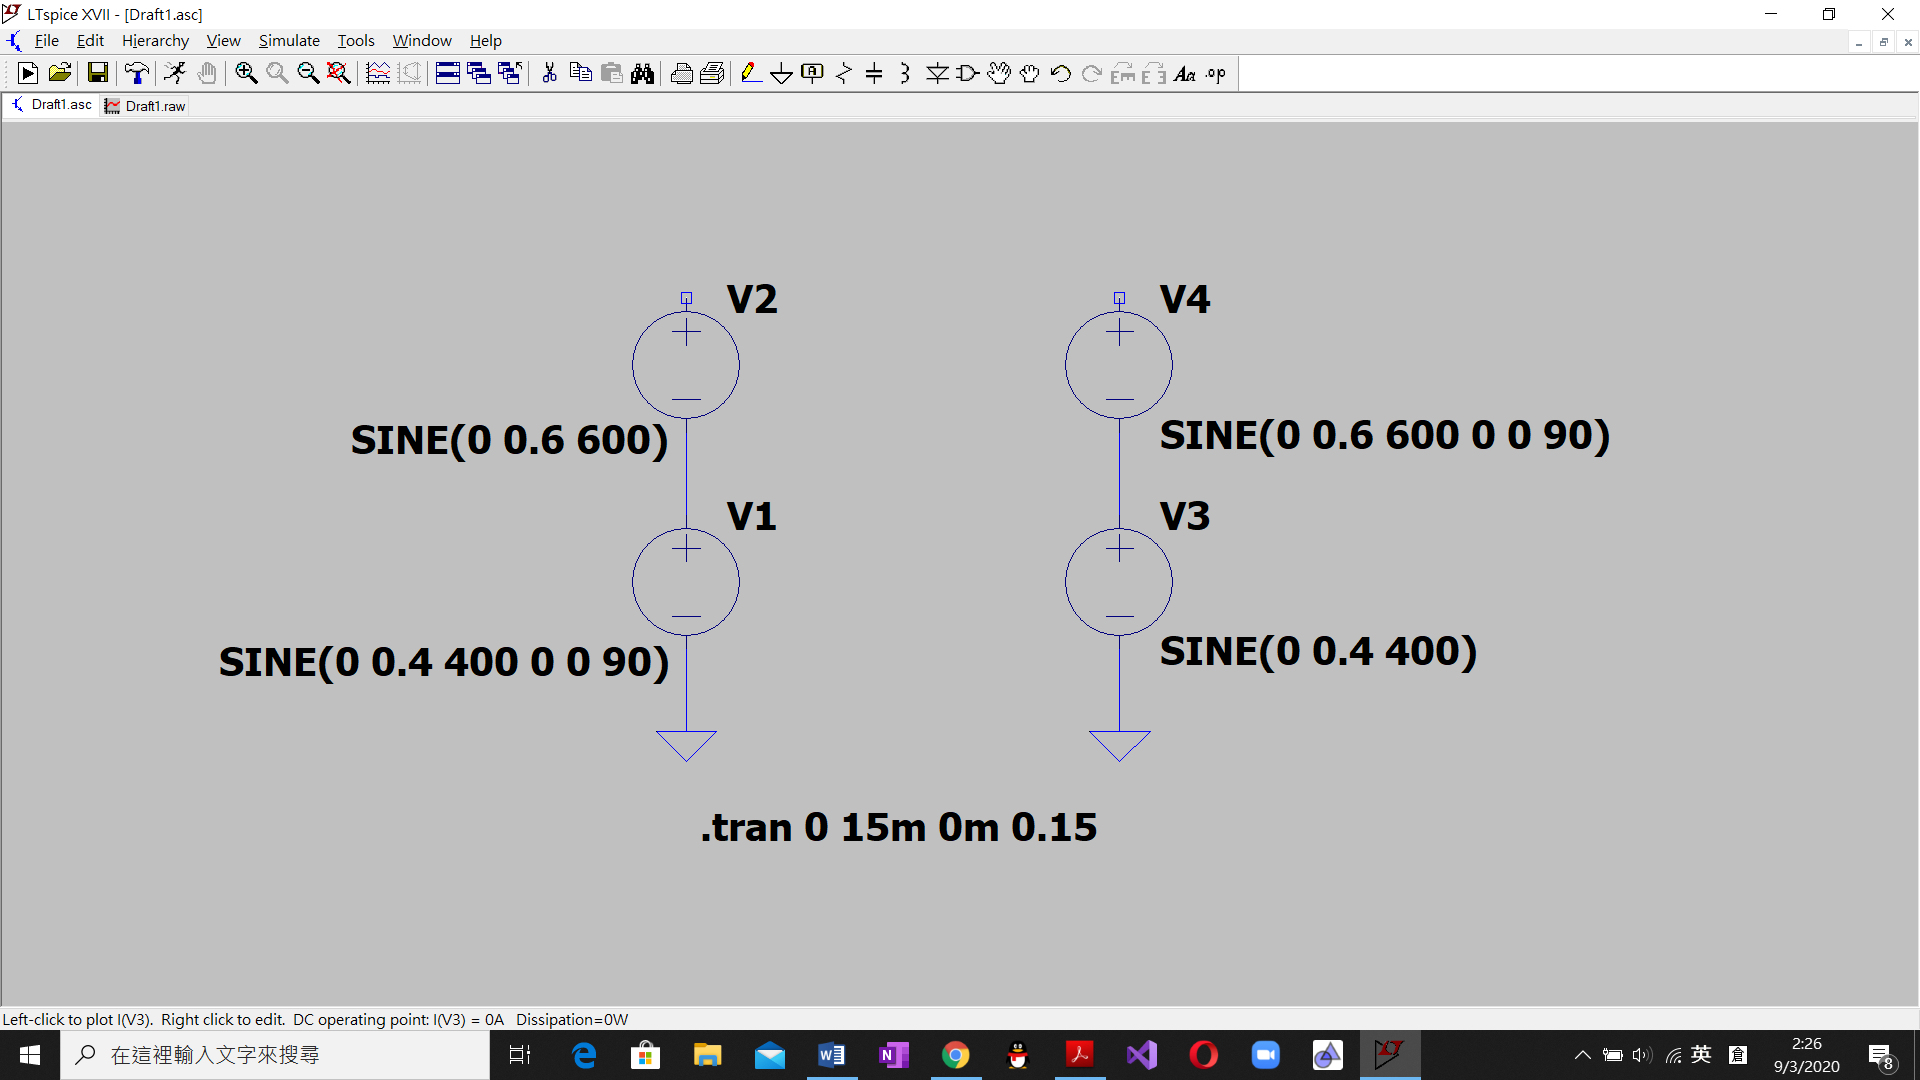 LTspice XVII - [Draft1.asc]
File Edit Hierarchy View Simulate Tools Window Help
Draft1.asc Draft1.raw
V2
V4
SINE(0 0.6 600)
SINE(0 0.6 600 0 0 90)
V1
V3
SINE(0 0.4 400 0 0 90)
SINE(0 0.4 400)
.tran 0 15m 0m 0.15
Left-click to plot I(V3). Right click to edit. DC operating point: I(V3) = 0A Dissipation=0W
在這裡輸入文字來搜尋
英
倉
2:26
9/3/2020
8